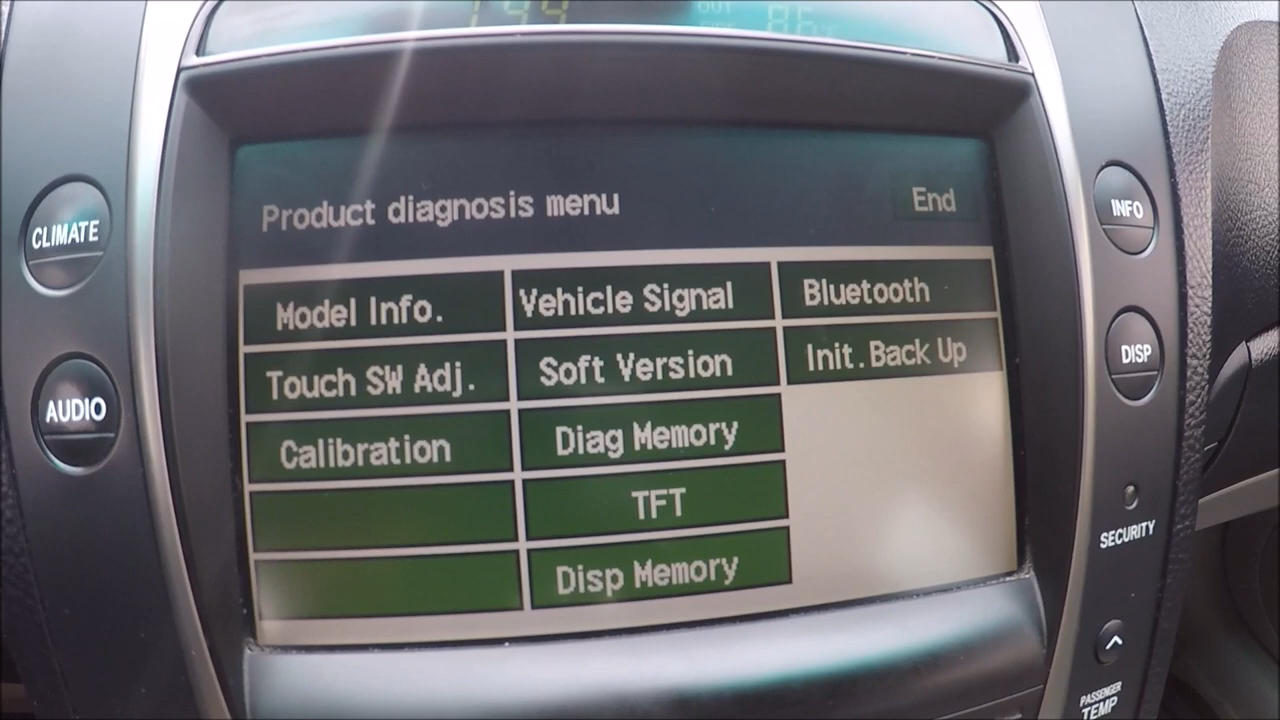 OUT
Product diagnosis menu
End
Model Info.
Vehicle Signal
Bluetooth
Touch SW Adj.
Soft Version
Init.Back Up
Calibration
Diag Memory
TFT
Disp Memory
CLIMATE
AUDIO
INFO
DISP
SECURITY
PASSENGER
TEMP